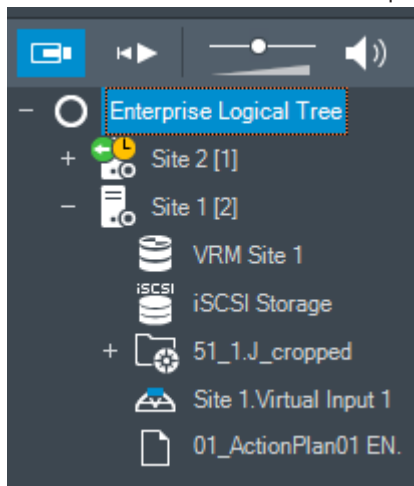 Enterprise Logical Tree
Site 2 [1]
Site 1 [2]
VRM Site 1
iSCSI
iSCSI Storage
51_1.J_cropped
Site 1.Virtual Input 1
01_ActionPlan01 EN.